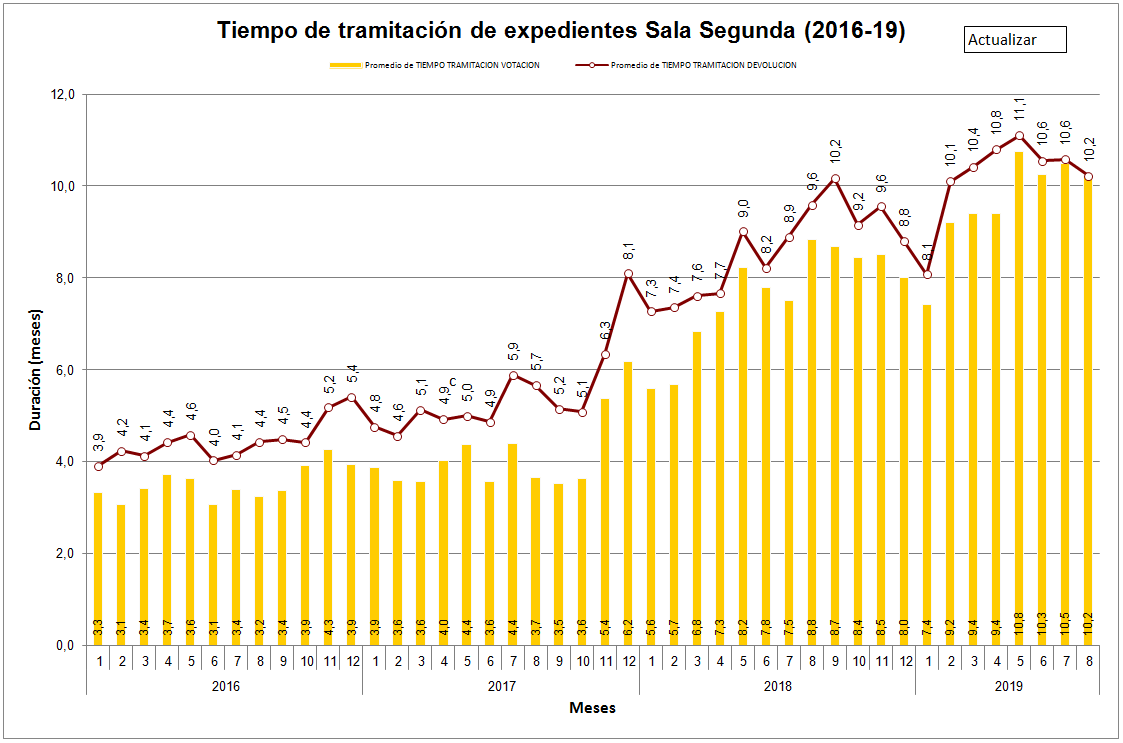 Tiempo de tramitación de expedientes Sala Segunda (2016-19)
Actualizar
Promedio de TIEMPO TRAMITACION VOTACION Promedio de TIEMPO TRAMITACION DEVOLUCION
Duración (meses)
12,0
10,0
8,0
6,0
4,0
2,0
0,0
3,9 4,2 4,1 4,4 4,6 4,0 4,1 4,4 4,5 4,4 5,2 5,4 4,8 4,6 5,1 4,9 c 5,0 4,9 5,9 5,7 5,2 5,1 6,3 8,1 7,3 7,4 7,6 7,7 9,0 8,2 8,9 9,6 10,2 9,2 9,6 8,8 8,1 10,1 10,4 10,8 11,1 10,6 10,6 10,2
3,3 3,1 3,4 3,7 3,6 3,1 3,4 3,2 3,4 3,9 4,3 3,9 3,9 3,6 3,6 4,0 4,4 3,6 4,4 3,7 3,5 3,6 5,4 6,2 5,6 5,7 6,8 7,3 8,2 7,8 7,5 8,8 8,7 8,4 8,5 8,0 7,4 9,2 9,4 9,4 10,8 10,3 10,5 10,2
1 2 3 4 5 6 7 8 9 10 11 12 1 2 3 4 5 6 7 8 9 10 11 12 1 2 3 4 5 6 7 8 9 10 11 12 1 2 3 4 5 6 7 8
2016 2017 2018 2019
Meses